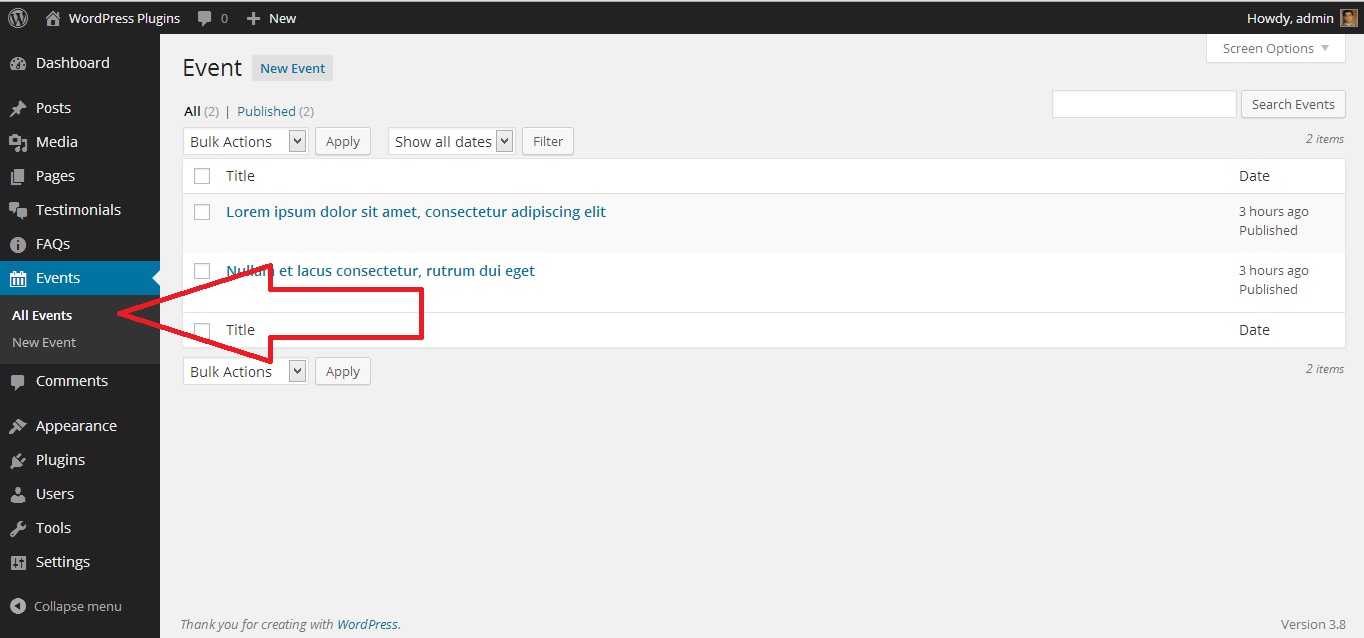 WordPress Plugins 0 New Howdy, admin
Screen Options
Dashboard
Posts
Media
Pages
Testimonials
FAQs
Events
All Events
New Event
Comments
Appearance
Plugins
Users
Tools
Settings
Collapse menu
Event New Event
All (2) | Published (2)
Search Events
Bulk Actions Apply Show all dates Filter
2 items
Title Date
Lorem ipsum dolor sit amet, consectetur adipiscing elit
3 hours ago
Published
Nullam et lacus consectetur, rutrum dui eget
3 hours ago
Published
Title Date
Bulk Actions Apply
2 items
Thank you for creating with WordPress.
Version 3.8